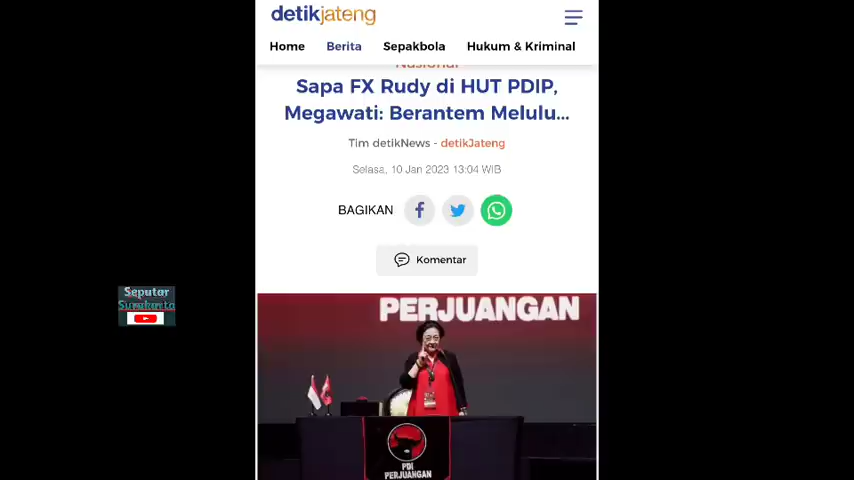 detikjateng
Home Berita Sepakbola Hukum & Kriminal
Nasional
Sapa FX Rudy di HUT PDIP,
Megawati: Berantem Melulu...
Tim detikNews - detikJateng
Selasa, 10 Jan 2023 13:04 WIB
BAGIKAN
Komentar
Seputar
Surakarta
PERJUANGAN
PDI
PERJUANGAN